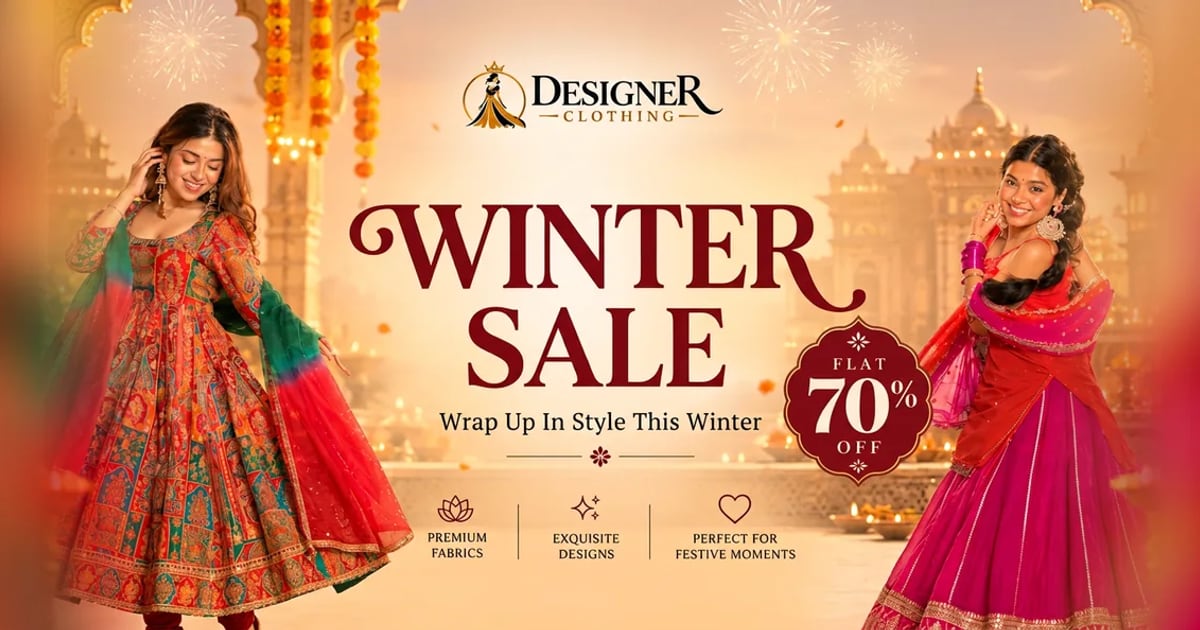 DESIGNER
CLOTHING
WINTER
SALE
Wrap Up In Style This Winter
FLAT
70%
OFF
PREMIUM
FABRICS
EXQUISITE
DESIGNS
PERFECT FOR
FESTIVE MOMENTS